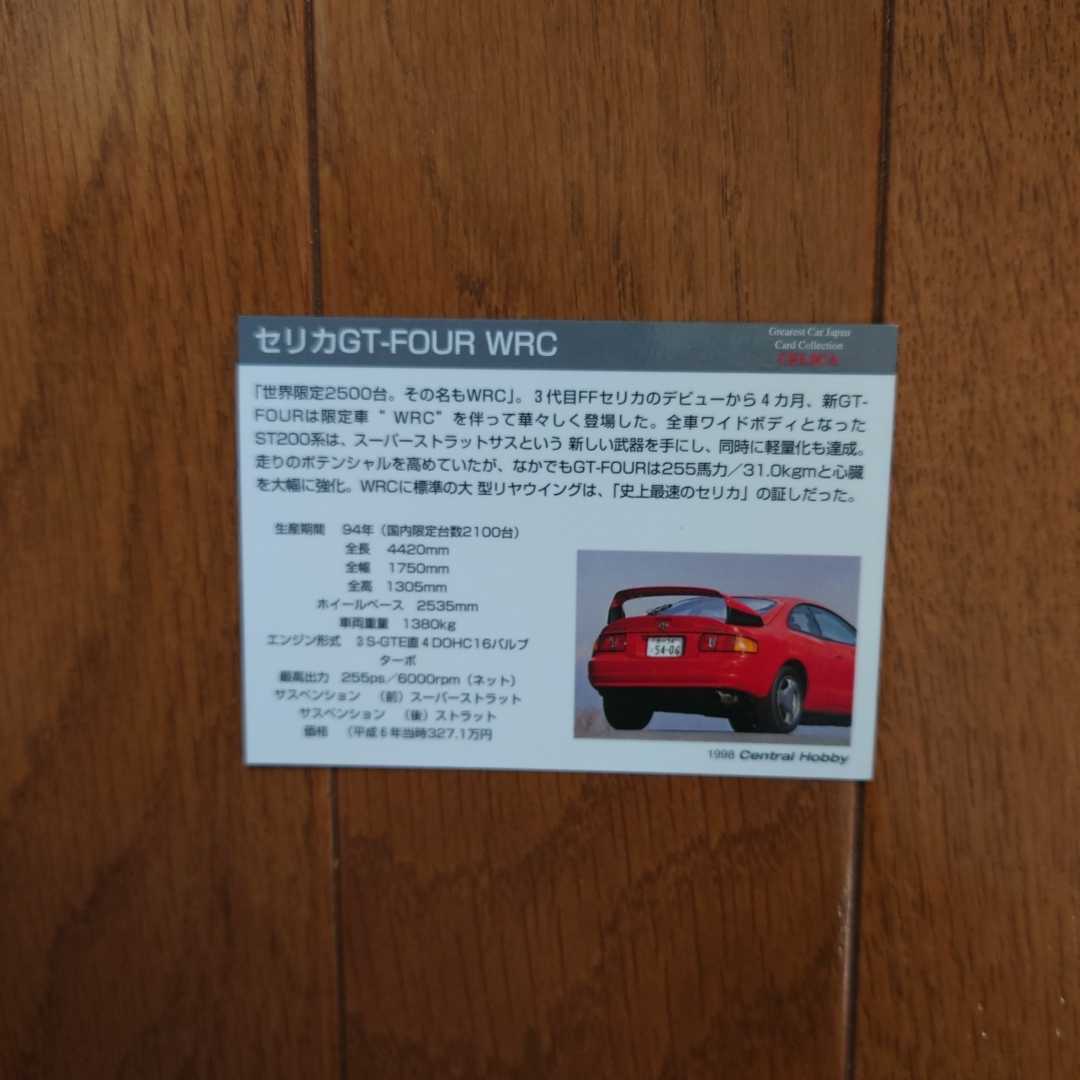 セリカGT-FOUR WRC
Grearest Car Japan
Card Collection
CELICA
「世界限定2500台。その名もWRC」。3代目FFセリカのデビューから4カ月、新GT-
FOURは限定車“WRC”を伴って華々しく登場した。全車ワイドボディとなった
ST200系は、スーパーストラットサスという 新しい武器を手にし、同時に軽量化も達成。
走りのポテンシャルを高めていたが、なかでもGT-FOURは255馬力／31.0kgmと心臓
を大幅に強化。WRCに標準の大 型リヤウイングは、「史上最速のセリカ」の証しだった。
生産期間 94年（国内限定台数2100台）
全長 4420mm
全幅 1750mm
全高 1305mm
ホイールベース 2535mm
車両重量 1380kg
エンジン形式 3S-GTE直4DOHC16バルブ
ターボ
最高出力 255ps／6000rpm（ネット）
サスペンション （前）スーパーストラット
サスペンション （後）ストラット
価格 （平成6年当時327.1万円
54-06
1998 Central Hobby